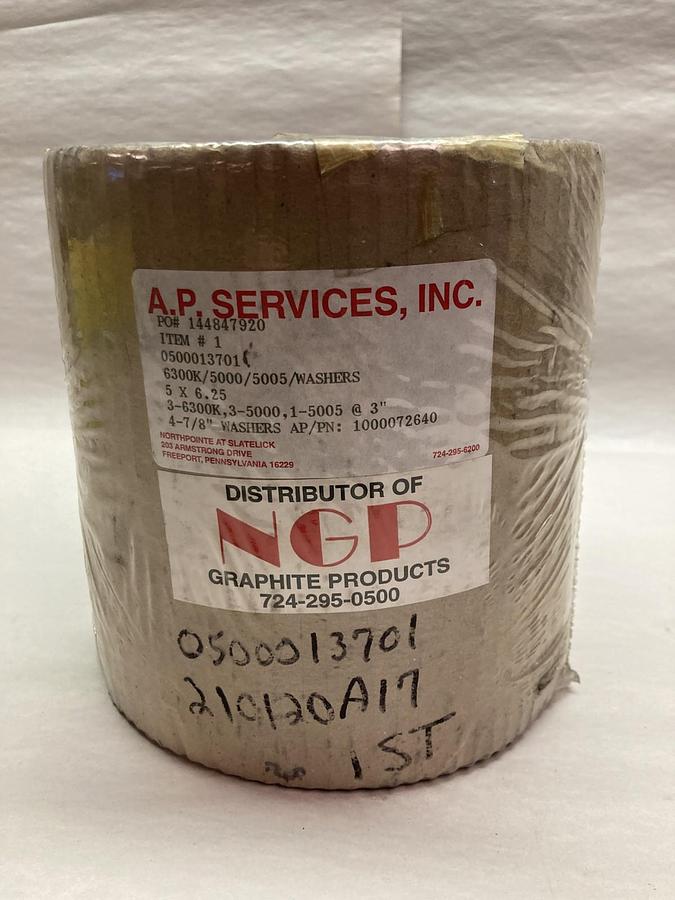 A.P. SERVICES, INC.
PO# 144847920
ITEM # 1
0500013701
6300K/5000/5005/WASHERS
5 X 6.25
3-6300K,3-5000,1-5005 @ 3"
4-7/8" WASHERS AP/PN: 1000072640
NORTHPOINTE AT SLATELICK
203 ARMSTRONG DRIVE
FREEPORT, PENNSYLVANIA 16229
724-295-6200
DISTRIBUTOR OF
NGP
GRAPHITE PRODUCTS
724-295-0500
0500013701
210120A17
1ST